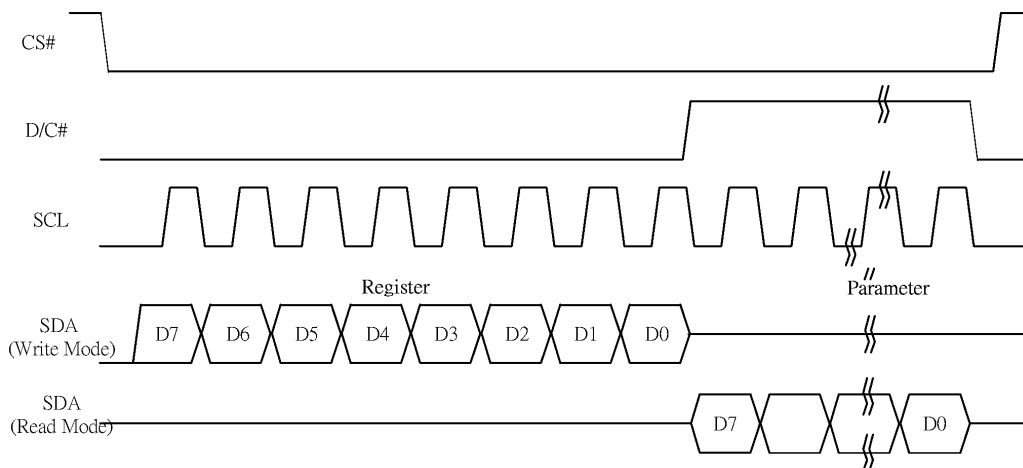 CS#
D/C#
SCL
Register
Parameter
SDA
(Write Mode)
D7
D6
D5
D4
D3
D2
D1
D0
SDA
(Read Mode)
D7
D0